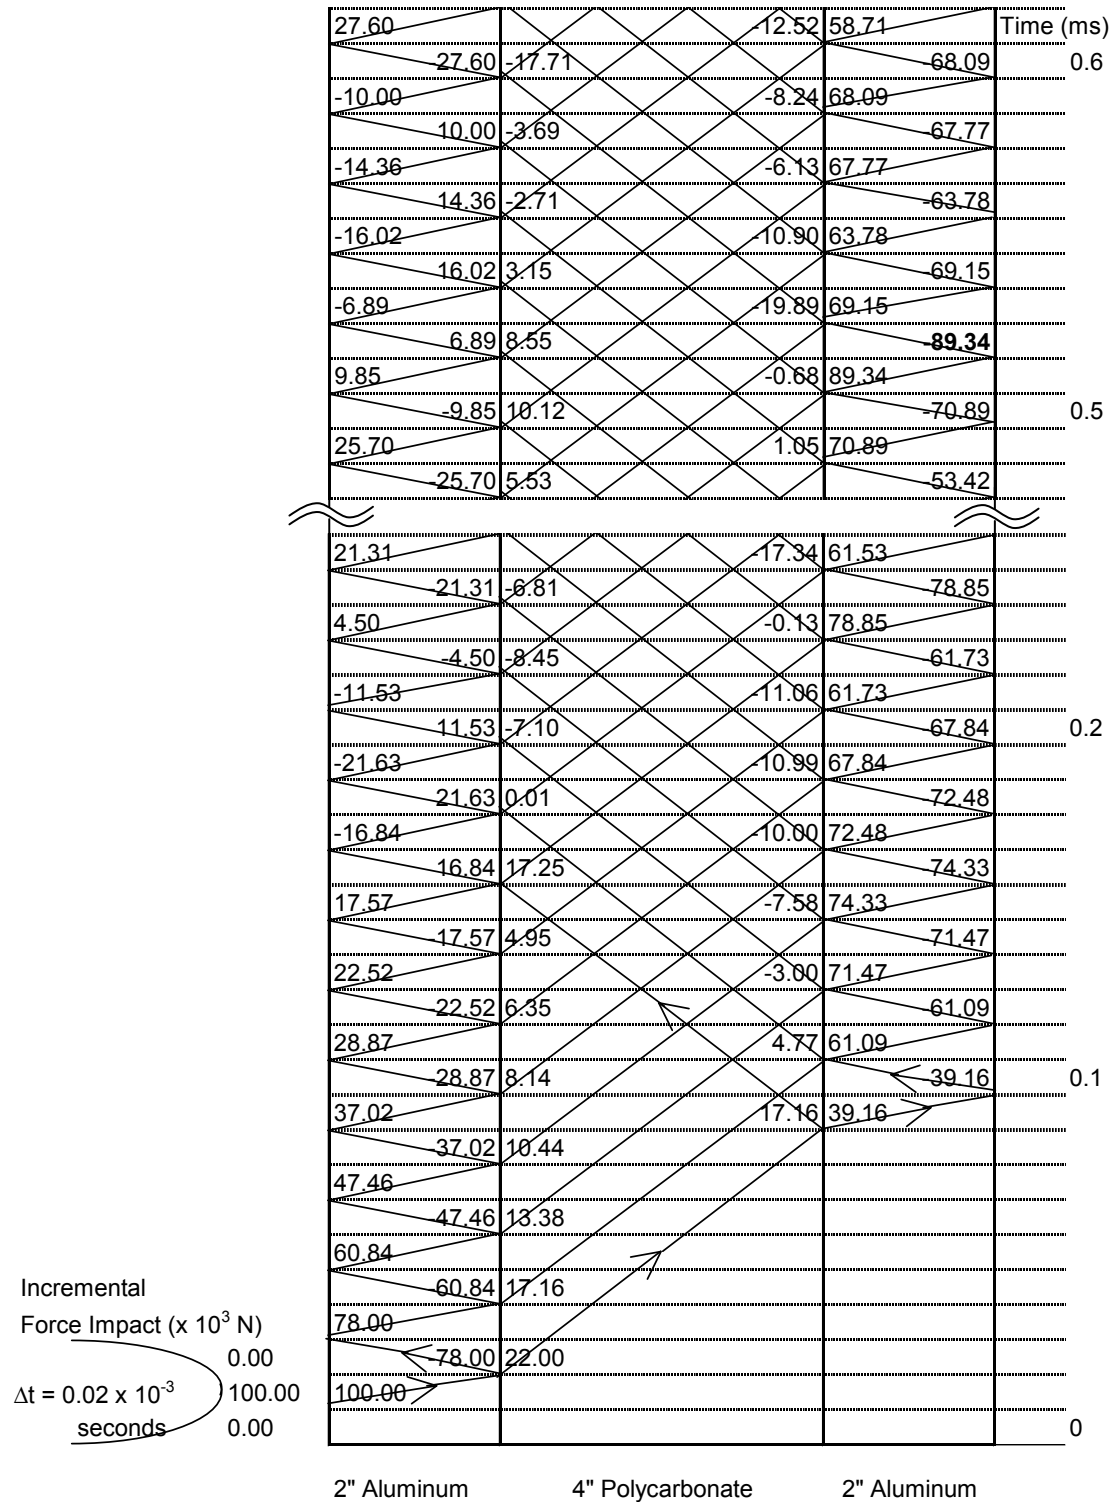 27.60 -12.52 58.71 Time (ms)
-27.60 -17.71 -68.09 0.6
-10.00 -8.24 68.09
10.00 -3.69 -67.77
-14.36 -6.13 67.77
14.36 -2.71 -63.78
-16.02 -10.90 63.78
16.02 3.15 -69.15
-6.89 -19.89 69.15
6.89 8.55 -89.34
9.85 -0.68 89.34
-9.85 10.12 -70.89 0.5
25.70 1.05 70.89
-25.70 5.53 -53.42
21.31 -17.34 61.53
-21.31 -6.81 -78.85
4.50 -0.13 78.85
-4.50 -8.45 -61.73
-11.53 -11.06 61.73
11.53 -7.10 -67.84 0.2
-21.63 -10.99 67.84
21.63 0.01 -72.48
-16.84 -10.00 72.48
16.84 17.25 -74.33
17.57 -7.58 74.33
-17.57 4.95 -71.47
22.52 -3.00 71.47
-22.52 6.35 -61.09
28.87 4.77 61.09
-28.87 8.14 -39.16 0.1
37.02 17.16 39.16
-37.02 10.44
47.46
-47.46 13.38
60.84
Incremental -60.84 17.16
Force Impact (x 10³ N) 78.00
0.00 -78.00 22.00
Δt = 0.02 x 10⁻³ 100.00 100.00
seconds 0.00 0
2" Aluminum 4" Polycarbonate 2" Aluminum